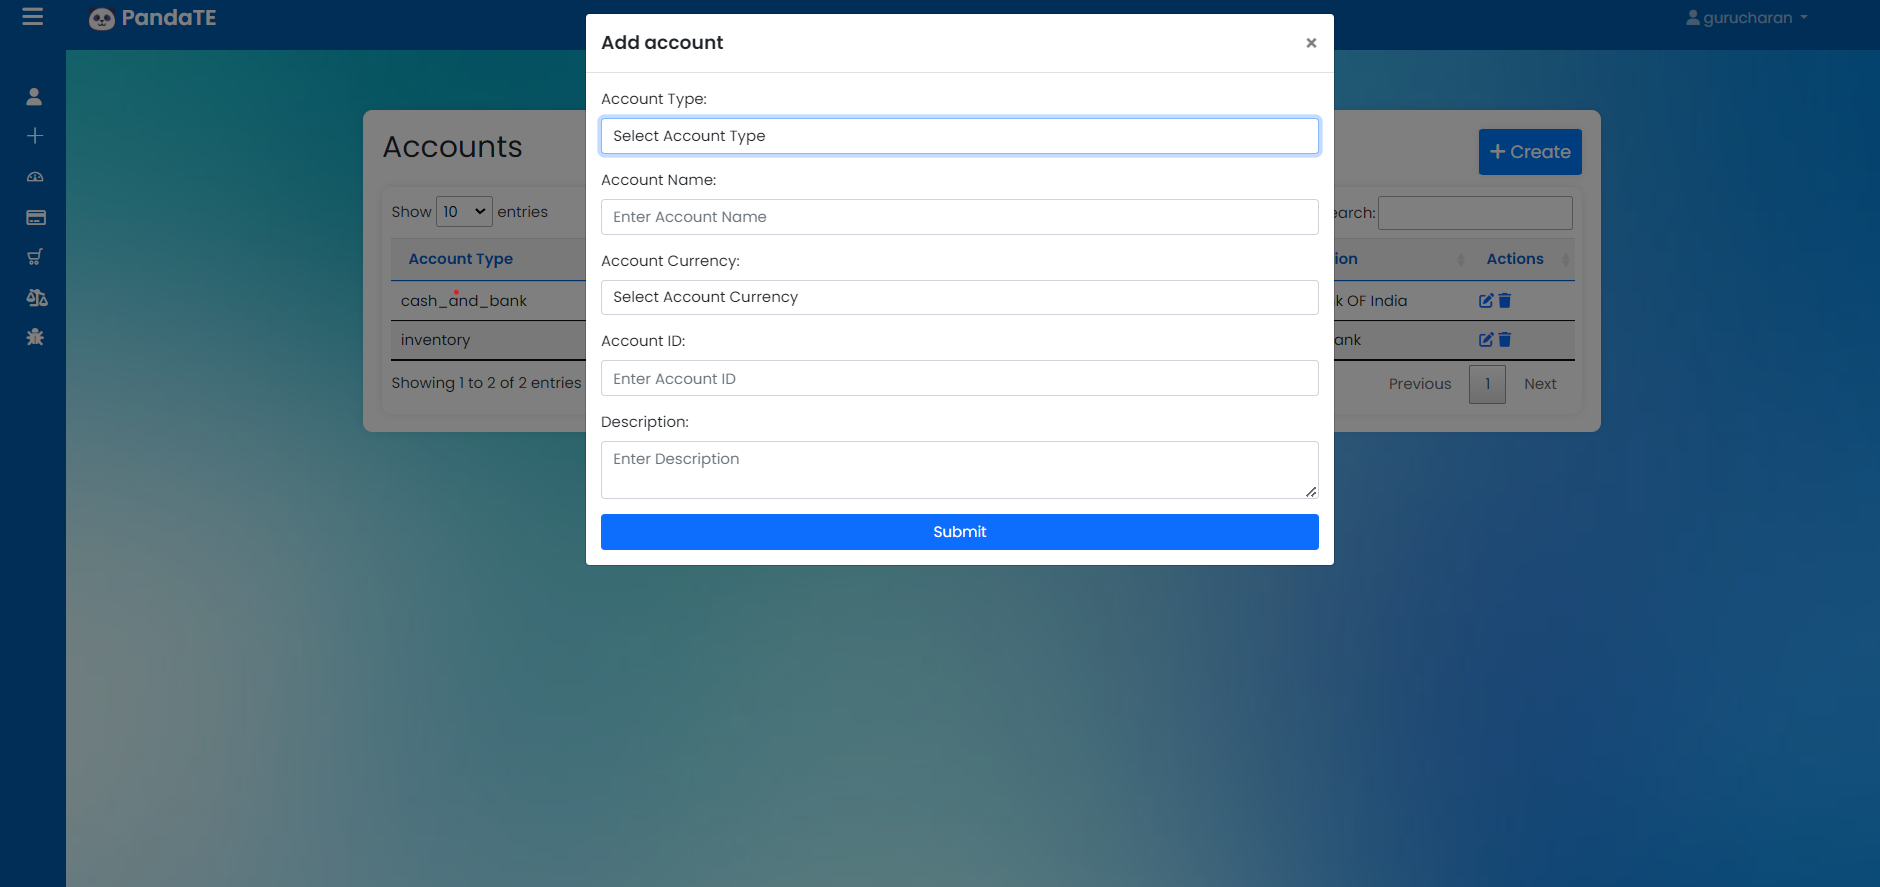 PandaTE
gurucharan
Add account
×
Account Type:
Select Account Type
Account Name:
Enter Account Name
Account Currency:
Select Account Currency
Account ID:
Enter Account ID
Description:
Enter Description
Submit
Accounts
+ Create
Show 10 entries
earch:
Account Type
ion
Actions
cash_and_bank
k OF India
inventory
ank
Showing 1 to 2 of 2 entries
Previous 1 Next